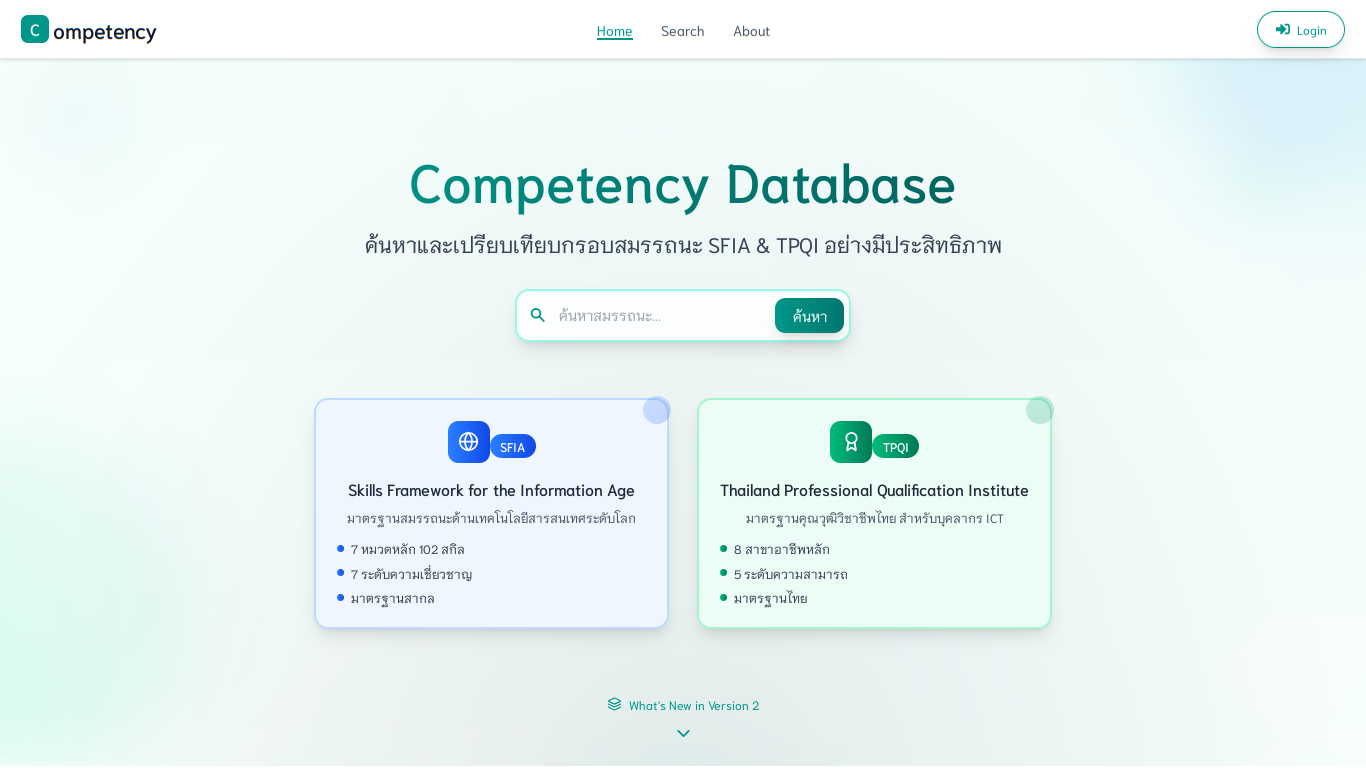 Competency
Home
Search
About
Login
Competency Database
ค้นหาและเปรียบเทียบกรอบสมรรถนะ SFIA & TPQI อย่างมีประสิทธิภาพ
ค้นหาสมรรถนะ...
ค้นหา
SFIA
Skills Framework for the Information Age
มาตรฐานสมรรถนะด้านเทคโนโลยีสารสนเทศระดับโลก
7 หมวดหลัก 102 สกิล
7 ระดับความเชี่ยวชาญ
มาตรฐานสากล
TPQI
Thailand Professional Qualification Institute
มาตรฐานคุณวุฒิวิชาชีพไทย สำหรับบุคลากร ICT
8 สาขาอาชีพหลัก
5 ระดับความสามารถ
มาตรฐานไทย
What's New in Version 2